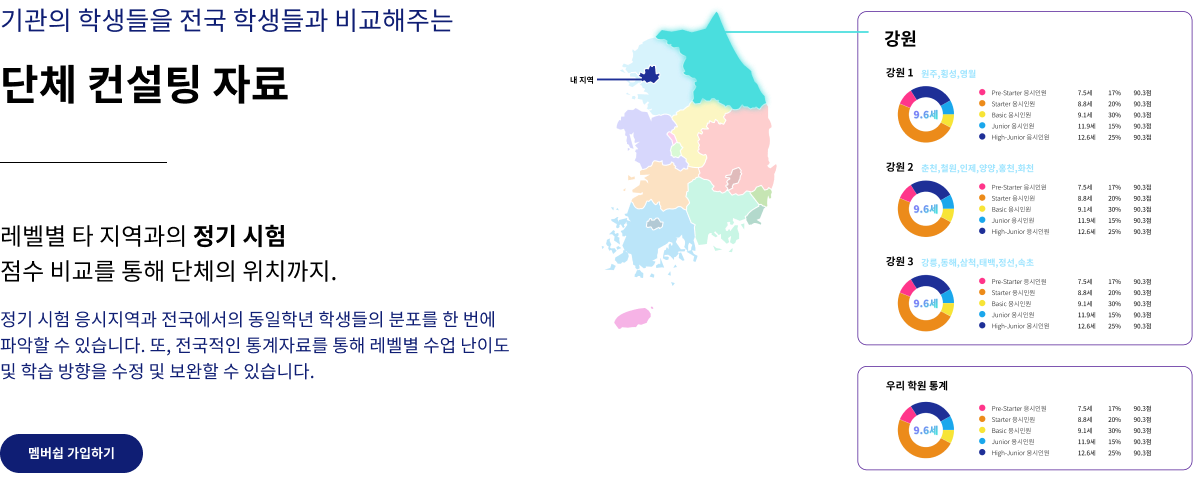 기관의 학생들을 전국 학생들과 비교해주는
단체 컨설팅 자료
레벨별 타 지역과의 정기 시험
점수 비교를 통해 단체의 위치까지.
정기 시험 응시지역과 전국에서의 동일학년 학생들의 분포를 한 번에
파악할 수 있습니다. 또, 전국적인 통계자료를 통해 레벨별 수업 난이도
및 학습 방향을 수정 및 보완할 수 있습니다.
멤버쉽 가입하기
내 지역
강원
강원 1 원주,횡성,영월
9.6세
Pre-Starter 응시인원 7.5세 17% 90.3점
Starter 응시인원 8.8세 20% 90.3점
Basic 응시인원 9.1세 30% 90.3점
Junior 응시인원 11.9세 15% 90.3점
High-Junior 응시인원 12.6세 25% 90.3점
강원 2 춘천,철원,인제,양양,홍천,화천
9.6세
Pre-Starter 응시인원 7.5세 17% 90.3점
Starter 응시인원 8.8세 20% 90.3점
Basic 응시인원 9.1세 30% 90.3점
Junior 응시인원 11.9세 15% 90.3점
High-Junior 응시인원 12.6세 25% 90.3점
강원 3 강릉,동해,삼척,태백,정선,속초
9.6세
Pre-Starter 응시인원 7.5세 17% 90.3점
Starter 응시인원 8.8세 20% 90.3점
Basic 응시인원 9.1세 30% 90.3점
Junior 응시인원 11.9세 15% 90.3점
High-Junior 응시인원 12.6세 25% 90.3점
우리 학원 통계
9.6세
Pre-Starter 응시인원 7.5세 17% 90.3점
Starter 응시인원 8.8세 20% 90.3점
Basic 응시인원 9.1세 30% 90.3점
Junior 응시인원 11.9세 15% 90.3점
High-Junior 응시인원 12.6세 25% 90.3점